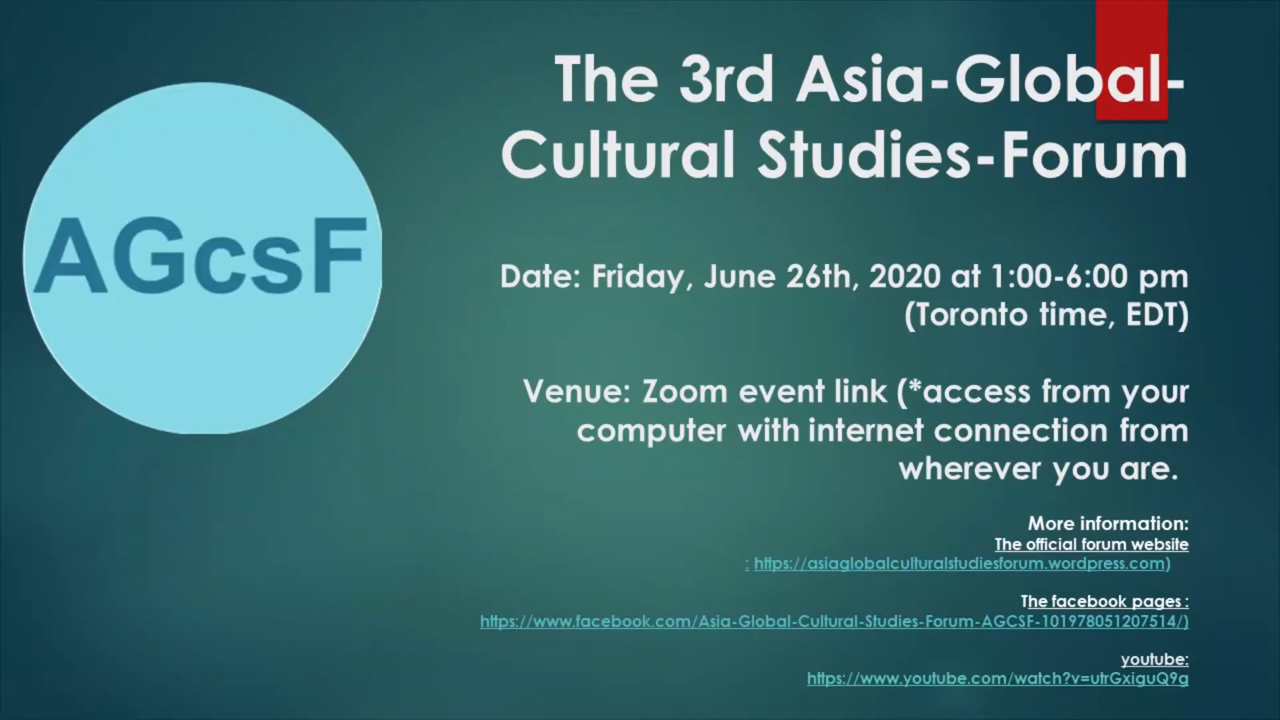 AGcsF
The 3rd Asia-Global-
Cultural Studies-Forum
Date: Friday, June 26th, 2020 at 1:00-6:00 pm
(Toronto time, EDT)
Venue: Zoom event link (*access from your
computer with internet connection from
wherever you are.
More information:
The official forum website
: https://asiaglobalculturalstudiesforum.wordpress.com)
The facebook pages :
https://www.facebook.com/Asia-Global-Cultural-Studies-Forum-AGCSF-101978051207514/)
youtube:
https://www.youtube.com/watch?v=utrGxiguQ9g